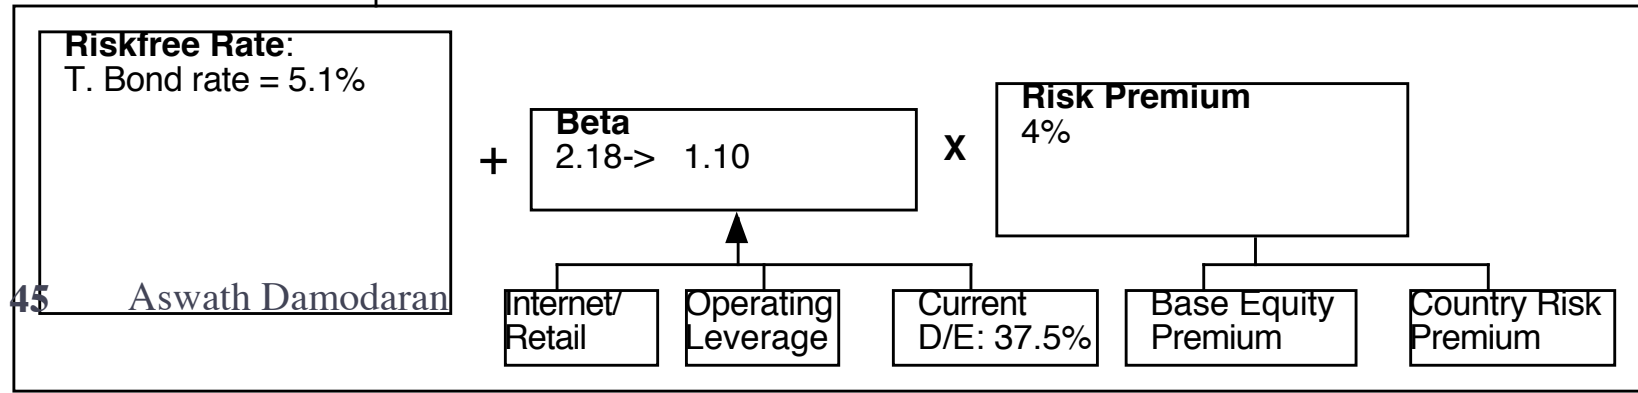 Riskfree Rate:
T. Bond rate = 5.1%
+
Beta
2.18-> 1.10
X
Risk Premium
4%
Internet/
Retail
Operating
Leverage
Current
D/E: 37.5%
Base Equity
Premium
Country Risk
Premium
45 Aswath Damodaran